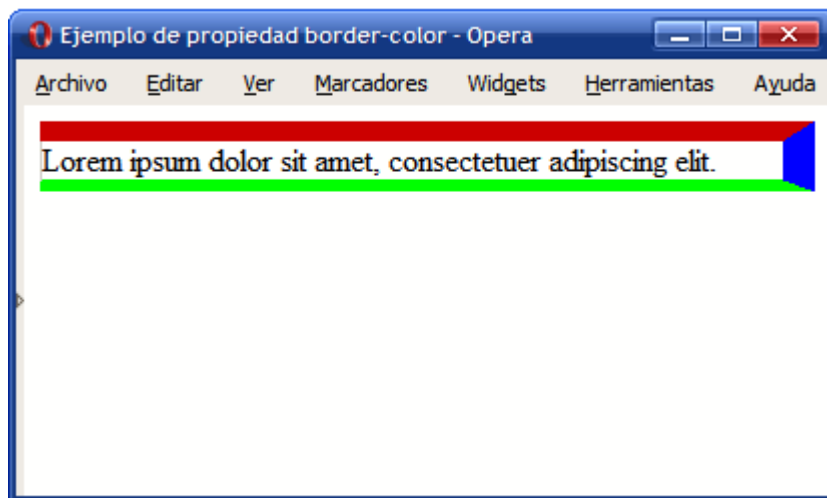 Ejemplo de propiedad border-color - Opera
Archivo Editar Ver Marcadores Widgets Herramientas Ayuda
Lorem ipsum dolor sit amet, consectetuer adipiscing elit.